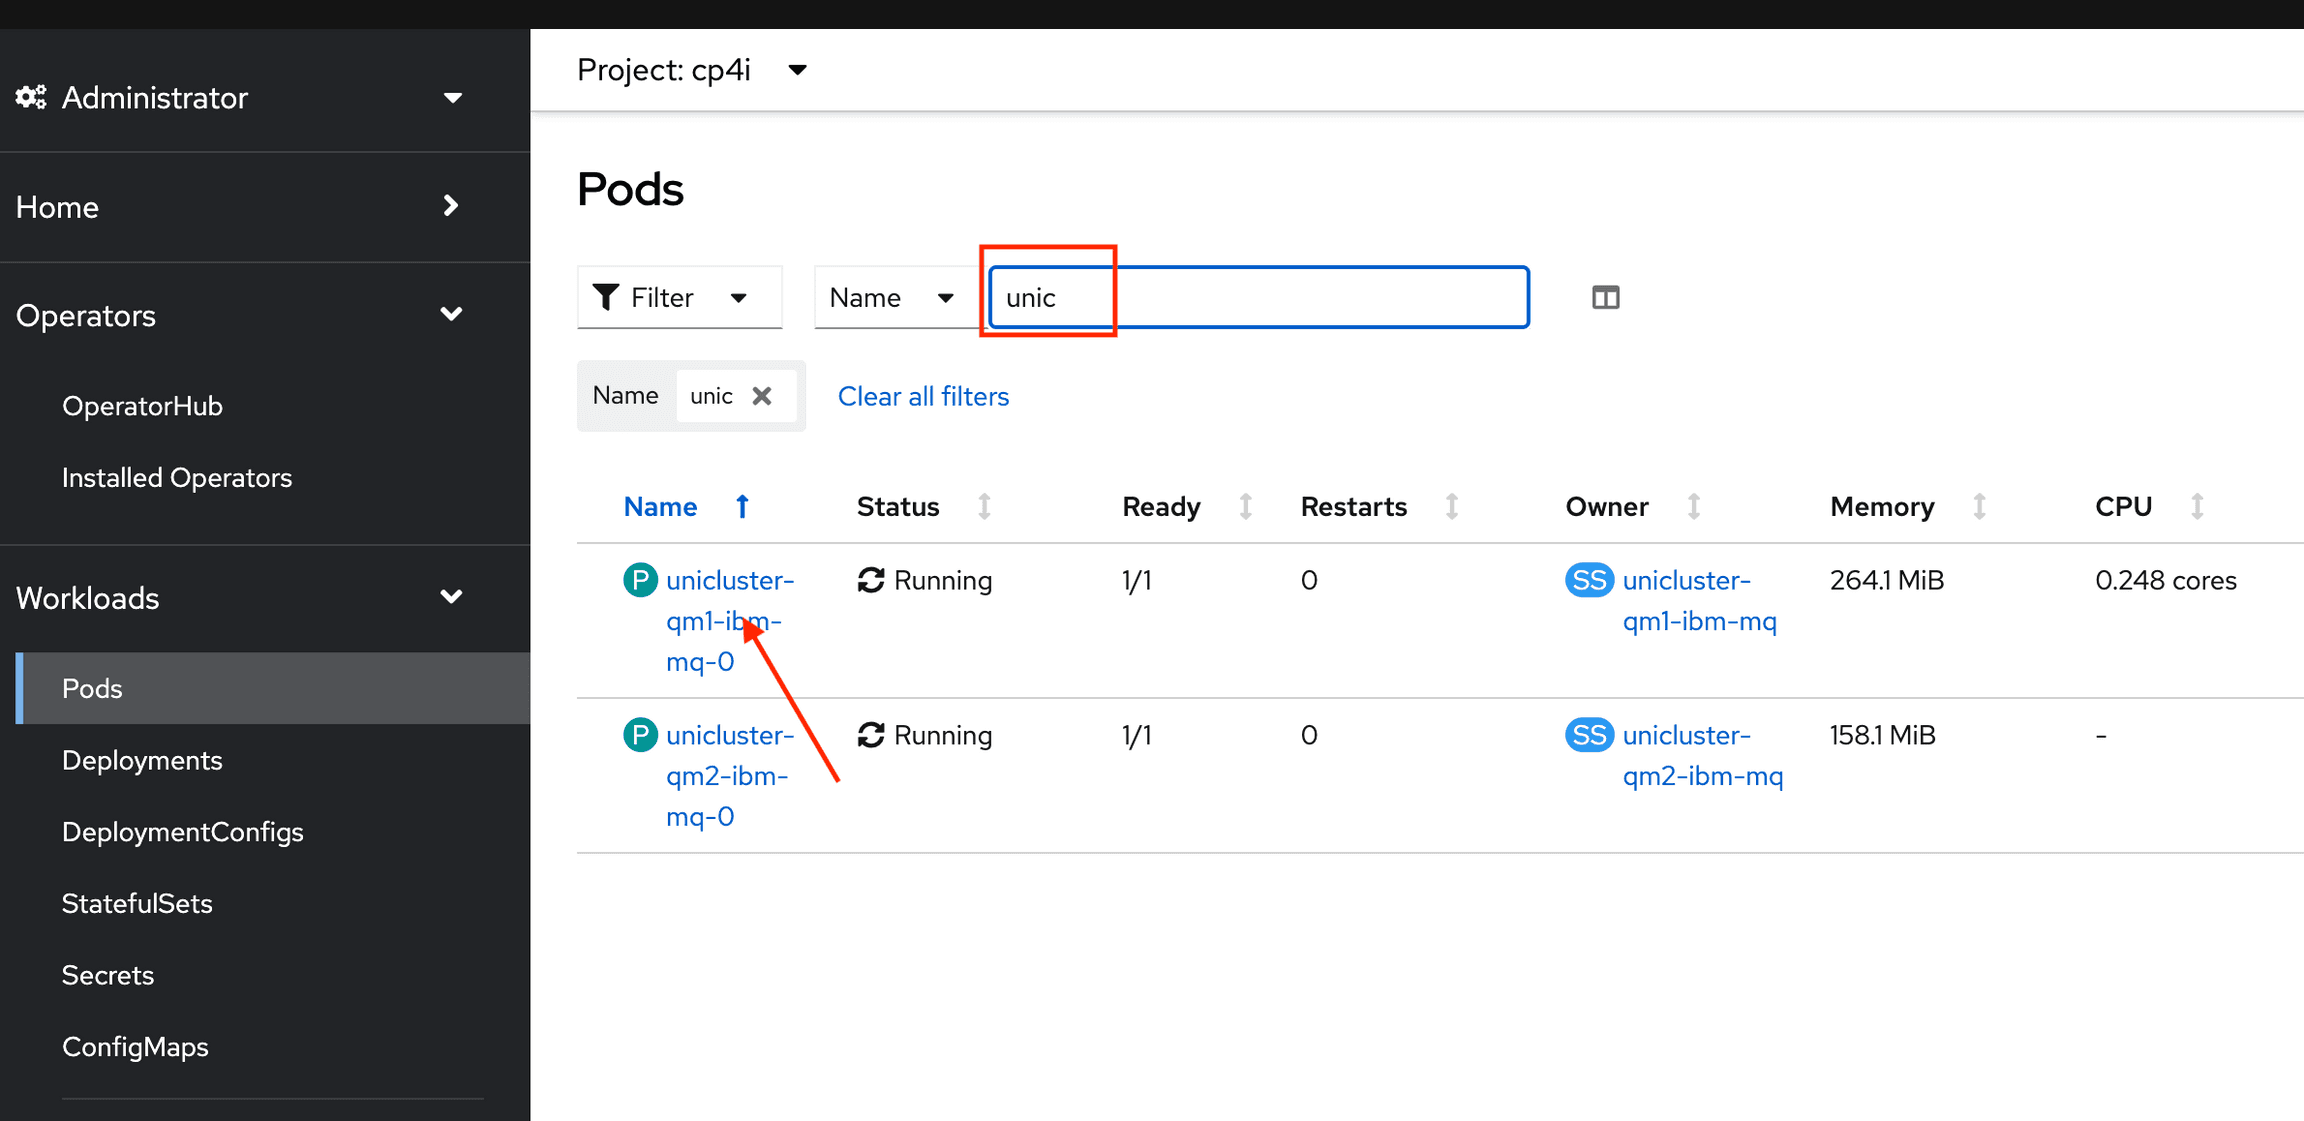 Administrator
Home
Operators
OperatorHub
Installed Operators
Workloads
Pods
Deployments
DeploymentConfigs
StatefulSets
Secrets
ConfigMaps
Project: cp4i
Pods
Filter Name unic
Name unic Clear all filters
Name Status Ready Restarts Owner Memory CPU
P unicluster- Running 1/1 0 SS unicluster- 264.1 MiB 0.248 cores
qm1-ibm- qm1-ibm-mq
mq-0
P unicluster- Running 1/1 0 SS unicluster- 158.1 MiB -
qm2-ibm- qm2-ibm-mq
mq-0